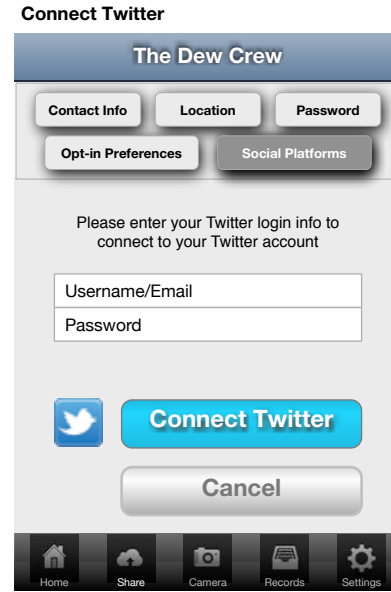 Connect Twitter
The Dew Crew
Contact Info Location Password
Opt-in Preferences Social Platforms
Please enter your Twitter login info to
connect to your Twitter account
Username/Email
Password
Connect Twitter
Cancel
Home Share Camera Records Settings